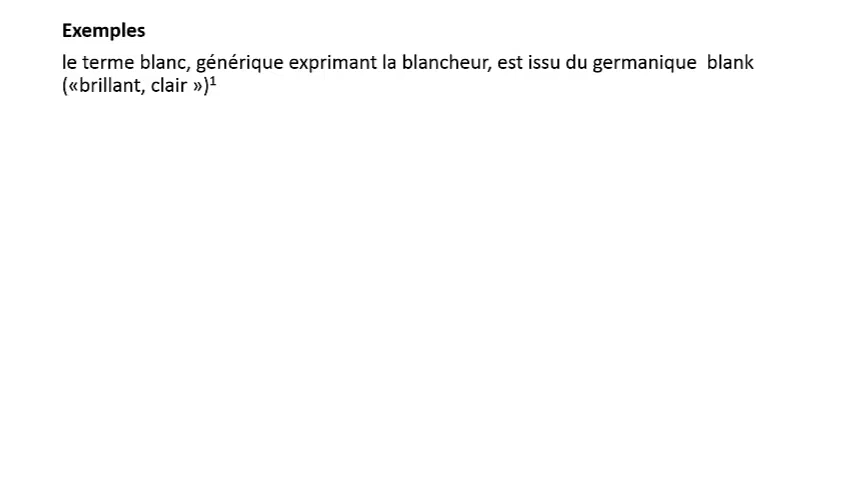 Exemples
le terme blanc, générique exprimant la blancheur, est issu du germanique  blank
(«brillant, clair »)¹